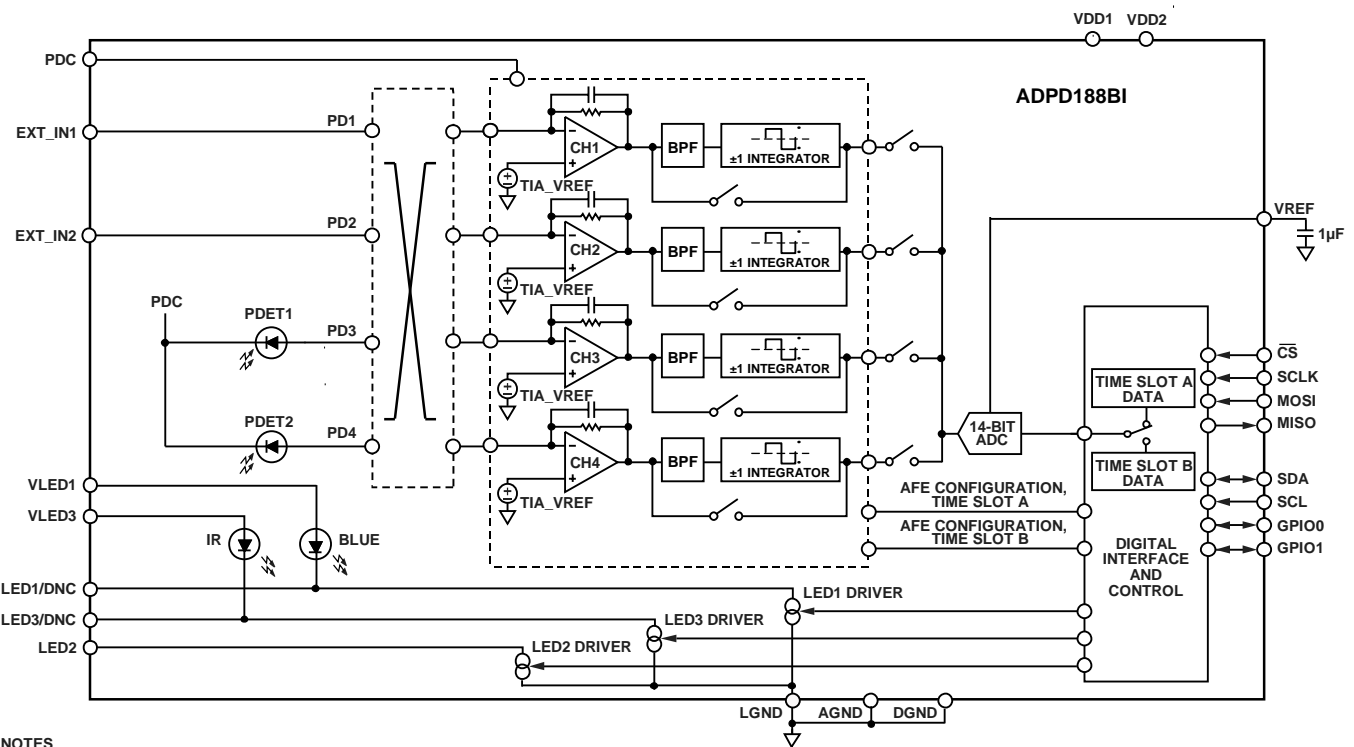 VDD1 VDD2
PDC
ADPD188BI
EXT_IN1
PD1
CH1
BPF
±1 INTEGRATOR
TIA_VREF
VREF
1µF
EXT_IN2
PD2
CH2
BPF
±1 INTEGRATOR
TIA_VREF
PDC
PDET1
PD3
CH3
BPF
±1 INTEGRATOR
TIA_VREF
PDET2
PD4
CH4
BPF
±1 INTEGRATOR
TIA_VREF
14-BIT
ADC
TIME SLOT A
DATA
TIME SLOT B
DATA
CS
SCLK
MOSI
MISO
SDA
SCL
GPIO0
GPIO1
AFE CONFIGURATION,
TIME SLOT A
AFE CONFIGURATION,
TIME SLOT B
DIGITAL
INTERFACE
AND
CONTROL
VLED1
VLED3
IR
BLUE
LED1/DNC
LED1 DRIVER
LED3/DNC
LED3 DRIVER
LED2
LED2 DRIVER
LGND
AGND
DGND
NOTES